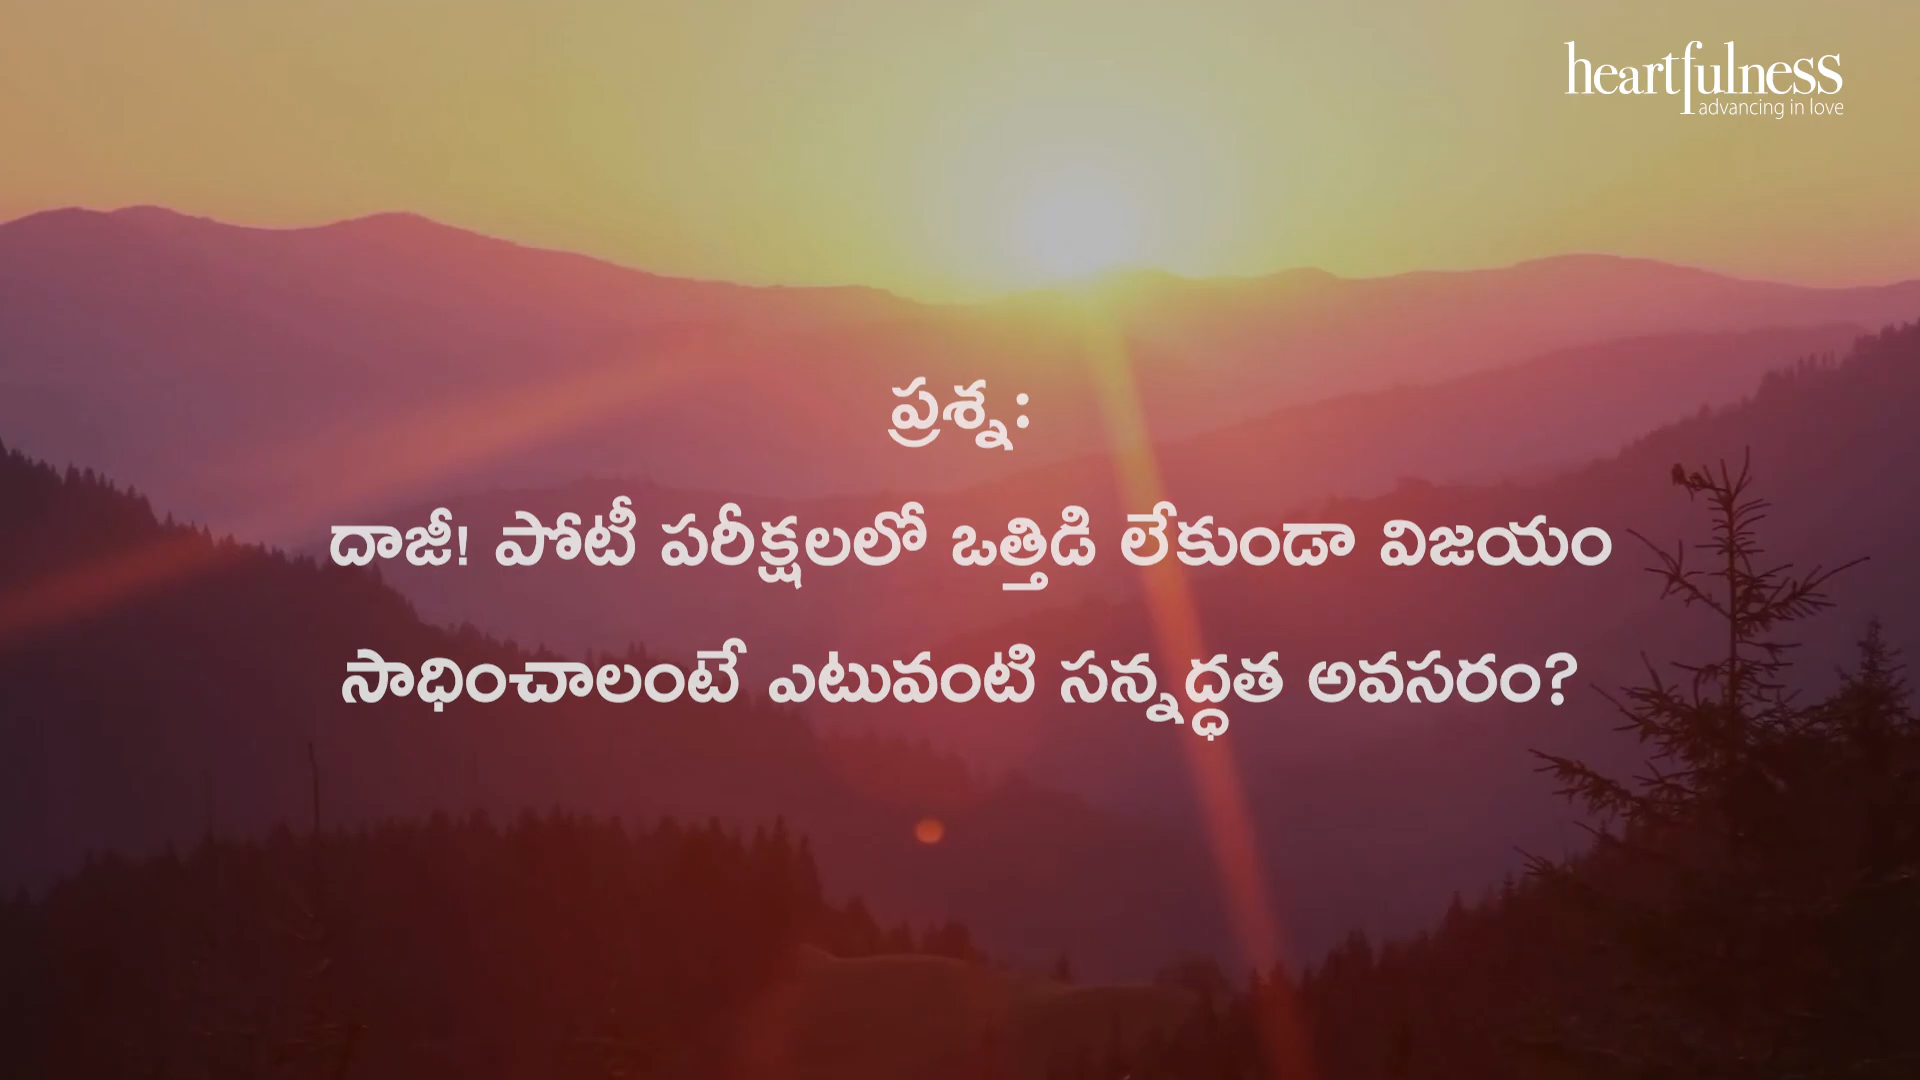 heartfulness
advancing in love
ప్రశ్న:
దాజీ! పోటీ పరీక్షలలో ఒత్తిడి లేకుండా విజయం
సాధించాలంటే ఎటువంటి సన్నద్ధత అవసరం?